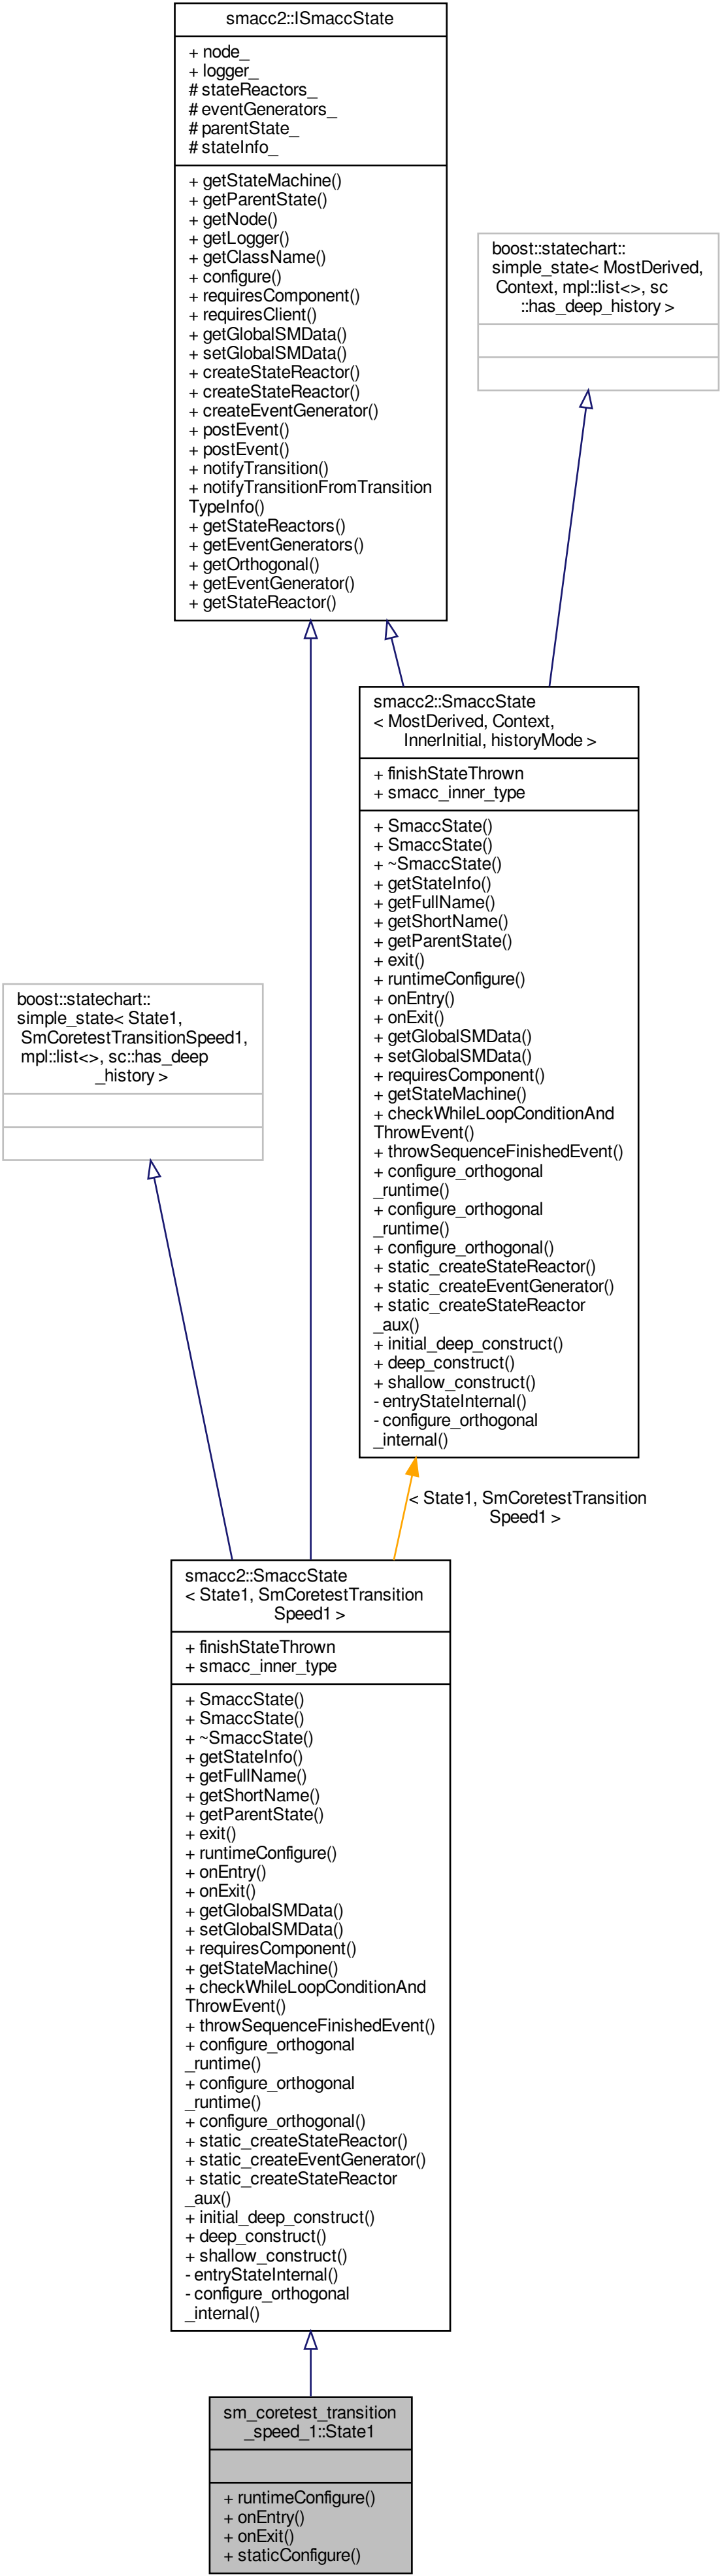 smacc2::ISmaccState
+ node_
+ logger_
# stateReactors_
# eventGenerators_
# parentState_
# stateInfo_
+ getStateMachine()
+ getParentState()
+ getNode()
+ getLogger()
+ getClassName()
+ configure()
+ requiresComponent()
+ requiresClient()
+ getGlobalSMData()
+ setGlobalSMData()
+ createStateReactor()
+ createStateReactor()
+ createEventGenerator()
+ postEvent()
+ postEvent()
+ notifyTransition()
+ notifyTransitionFromTransition
TypeInfo()
+ getStateReactors()
+ getEventGenerators()
+ getOrthogonal()
+ getEventGenerator()
+ getStateReactor()
boost::statechart::
simple_state< MostDerived,
Context, mpl::list<>, sc
::has_deep_history >
smacc2::SmaccState
< MostDerived, Context,
InnerInitial, historyMode >
+ finishStateThrown
+ smacc_inner_type
+ SmaccState()
+ SmaccState()
+ ~SmaccState()
+ getStateInfo()
+ getFullName()
+ getShortName()
+ getParentState()
+ exit()
+ runtimeConfigure()
+ onEntry()
+ onExit()
+ getGlobalSMData()
+ setGlobalSMData()
+ requiresComponent()
+ getStateMachine()
+ checkWhileLoopConditionAnd
ThrowEvent()
+ throwSequenceFinishedEvent()
+ configure_orthogonal
_runtime()
+ configure_orthogonal
_runtime()
+ configure_orthogonal()
+ static_createStateReactor()
+ static_createEventGenerator()
+ static_createStateReactor
_aux()
+ initial_deep_construct()
+ deep_construct()
+ shallow_construct()
- entryStateInternal()
- configure_orthogonal
_internal()
boost::statechart::
simple_state< State1,
SmCoretestTransitionSpeed1,
mpl::list<>, sc::has_deep
_history >
< State1, SmCoretestTransition
Speed1 >
smacc2::SmaccState
< State1, SmCoretestTransition
Speed1 >
+ finishStateThrown
+ smacc_inner_type
+ SmaccState()
+ SmaccState()
+ ~SmaccState()
+ getStateInfo()
+ getFullName()
+ getShortName()
+ getParentState()
+ exit()
+ runtimeConfigure()
+ onEntry()
+ onExit()
+ getGlobalSMData()
+ setGlobalSMData()
+ requiresComponent()
+ getStateMachine()
+ checkWhileLoopConditionAnd
ThrowEvent()
+ throwSequenceFinishedEvent()
+ configure_orthogonal
_runtime()
+ configure_orthogonal
_runtime()
+ configure_orthogonal()
+ static_createStateReactor()
+ static_createEventGenerator()
+ static_createStateReactor
_aux()
+ initial_deep_construct()
+ deep_construct()
+ shallow_construct()
- entryStateInternal()
- configure_orthogonal
_internal()
sm_coretest_transition
_speed_1::State1
+ runtimeConfigure()
+ onEntry()
+ onExit()
+ staticConfigure()